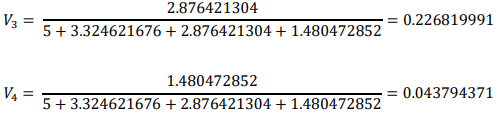 V₃ = 2.876421304 / (5 + 3.324621676 + 2.876421304 + 1.480472852) = 0.226819991
V₄ = 1.480472852 / (5 + 3.324621676 + 2.876421304 + 1.480472852) = 0.043794371